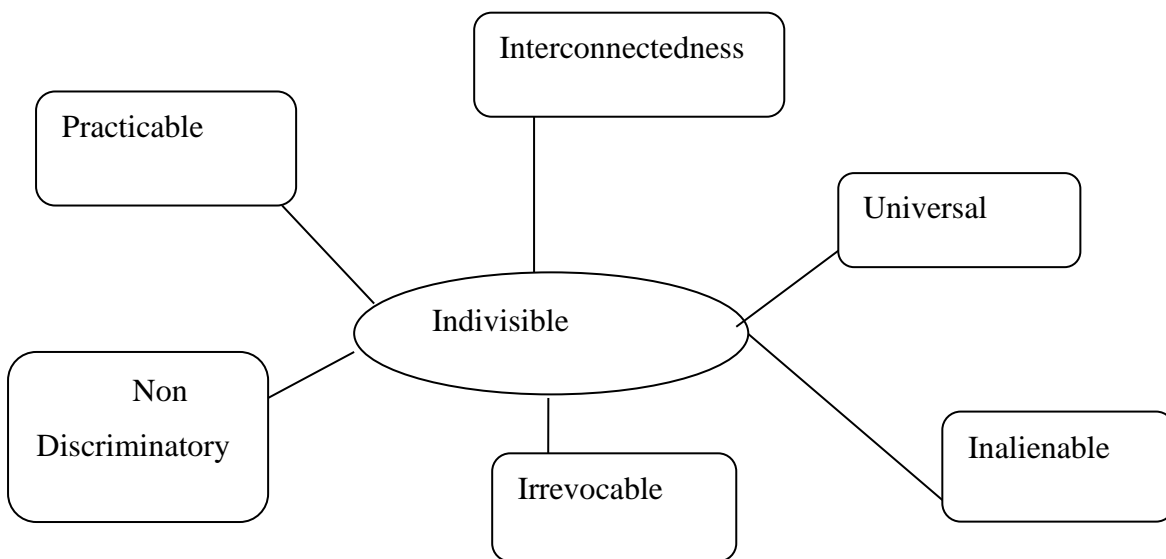 Interconnectedness
Practicable
Universal
Indivisible
Non
Discriminatory
Inalienable
Irrevocable